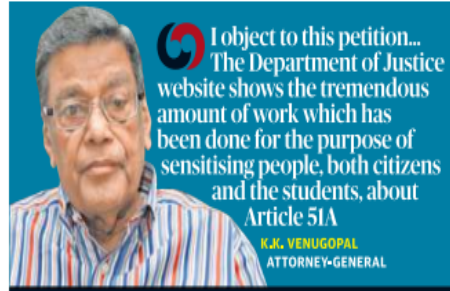 I object to this petition...
The Department of Justice
website shows the tremendous
amount of work which has
been done for the purpose of
sensitising people, both citizens
and the students, about
Article 51A
K.K. VENUGOPAL
ATTORNEY-GENERAL